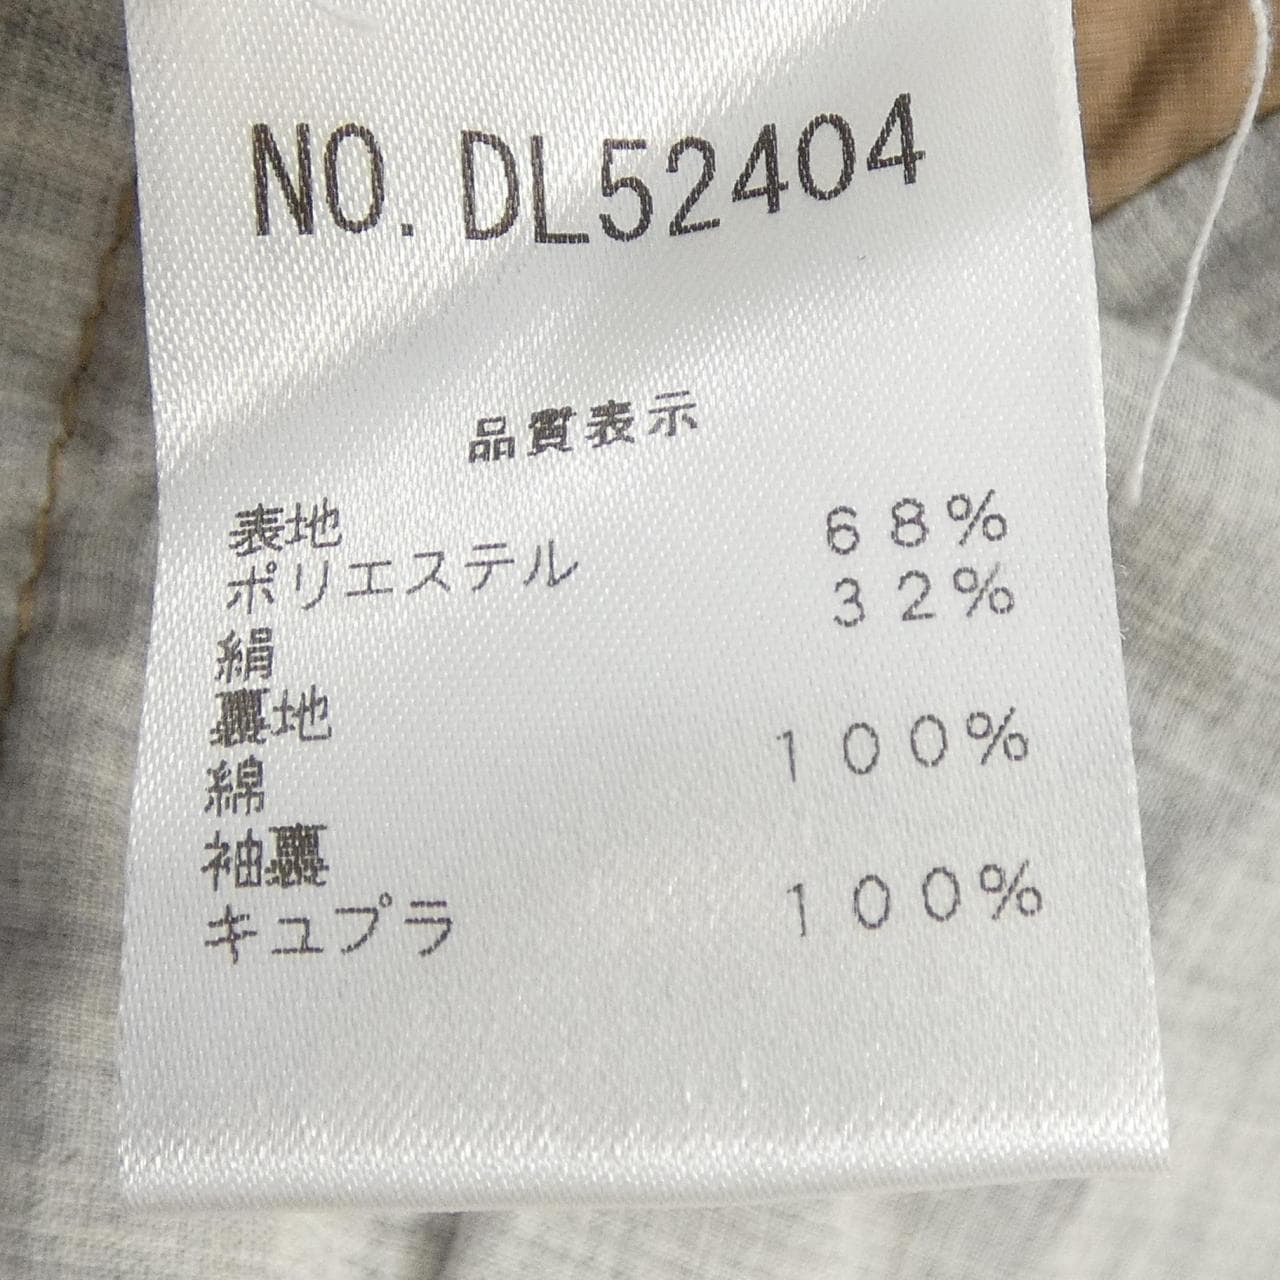 NO. DL52404
品質表示
表地
ポリエステル 68%
絹 32%
裏地
綿 100%
袖裏
キュプラ 100%